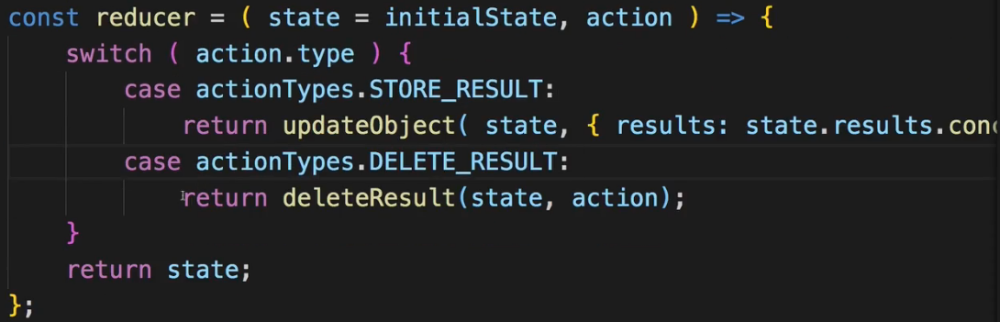 const reducer = ( state = initialState, action ) => {
switch ( action.type ) {
case actionTypes.STORE_RESULT:
return updateObject( state, { results: state.results.conc
case actionTypes.DELETE_RESULT:
return deleteResult(state, action);
}
return state;
};